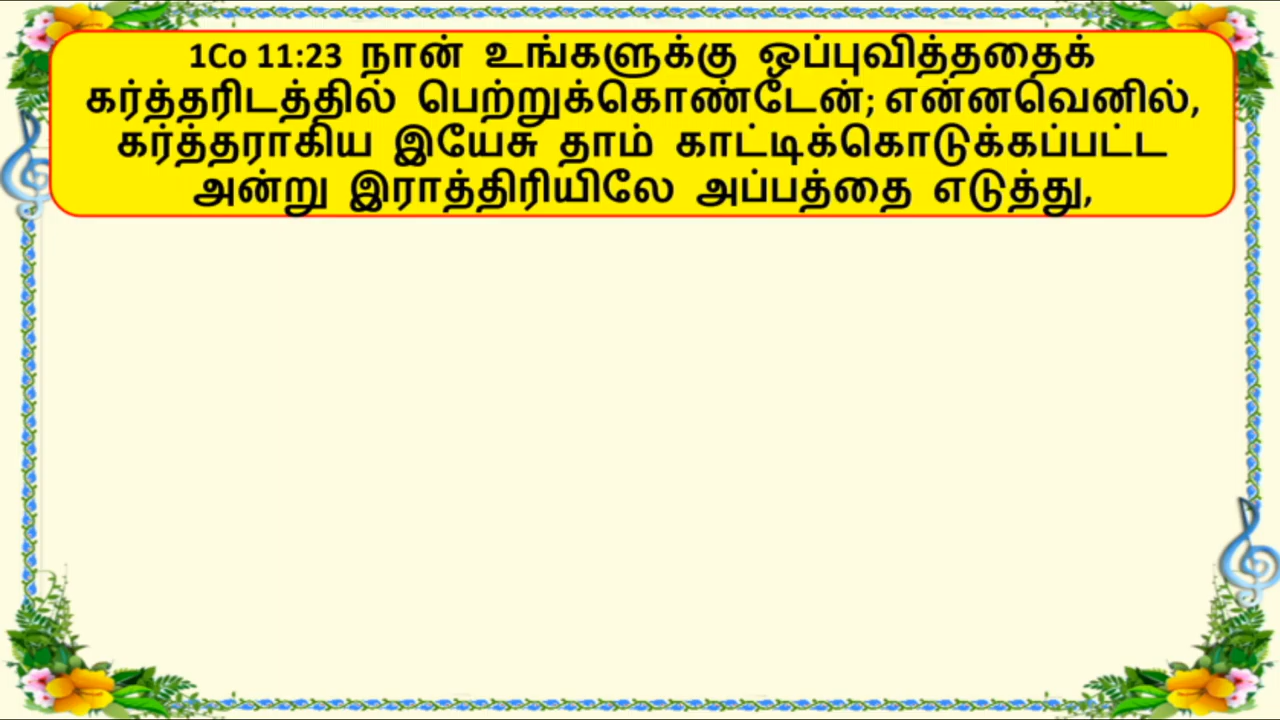 1Co 11:23 நான் உங்களுக்கு ஒப்புவித்ததைக்
கர்த்தரிடத்தில் பெற்றுக்கொண்டேன்; என்னவெனில்,
கர்த்தராகிய இயேசு தாம் காட்டிக்கொடுக்கப்பட்ட
அன்று இராத்திரியிலே அப்பத்தை எடுத்து,